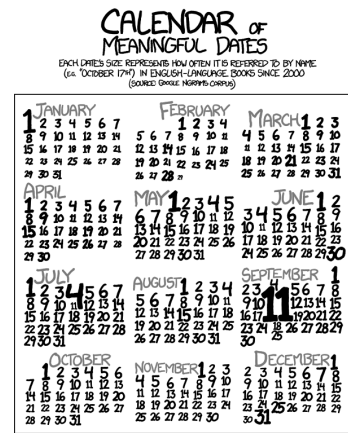 CALENDAR OF
MEANINGFUL DATES
EACH DATE'S SIZE REPRESENTS HOW OFTEN IT IS REFERRED TO BY NAME
(E.G. "OCTOBER 17TH") IN ENGLISH-LANGUAGE BOOKS SINCE 2000
(SOURCE: GOOGLE NGRAMS CORPUS)
JANUARY
1 2 3 4 5 6 7
8 9 10 11 12 13 14
15 16 17 18 19 20 21
22 23 24 25 26 27 28
29 30 31
FEBRUARY
1 2 3 4
5 6 7 8 9 10 11
12 13 14 15 16 17 18
19 20 21 22 23 24 25
26 27 28 29
MARCH 1 2 3
4 5 6 7 8 9 10
11 12 13 14 15 16 17
18 19 20 21 22 23 24
25 26 27 28 29 30 31
APRIL
1 2 3 4 5 6 7
8 9 10 11 12 13 14
15 16 17 18 19 20 21
22 23 24 25 26 27 28
29 30
MAY 1 2 3 4 5
6 7 8 9 10 11 12
13 14 15 16 17 18 19
20 21 22 23 24 25 26
27 28 29 30 31
JUNE 1 2
3 4 5 6 7 8 9
10 11 12 13 14 15 16
17 18 19 20 21 22 23
24 25 26 27 28 29 30
JULY
1 2 3 4 5 6 7
8 9 10 11 12 13 14
15 16 17 18 19 20 21
22 23 24 25 26 27 28
29 30 31
AUGUST 1 2 3 4
5 6 7 8 9 10 11
12 13 14 15 16 17 18
19 20 21 22 23 24 25
26 27 28 29 30 31
SEPTEMBER 1
2 3 4 5 6 7 8
9 10 11 12 13 14 15
16 17 18 19 20 21 22
23 24 25 26 27 28 29
30
OCTOBER
1 2 3 4 5 6
7 8 9 10 11 12 13
14 15 16 17 18 19 20
21 22 23 24 25 26 27
28 29 30 31
NOVEMBER 1 2 3
4 5 6 7 8 9 10
11 12 13 14 15 16 17
18 19 20 21 22 23 24
25 26 27 28 29 30
DECEMBER 1
2 3 4 5 6 7 8
9 10 11 12 13 14 15
16 17 18 19 20 21 22
23 24 25 26 27 28 29
30 31